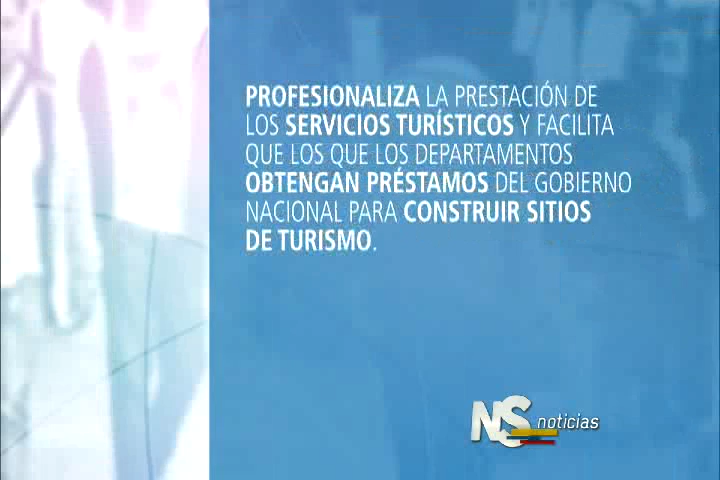 PROFESIONALIZA LA PRESTACIÓN DE
LOS SERVICIOS TURÍSTICOS Y FACILITA
QUE LOS QUE LOS DEPARTAMENTOS
OBTENGAN PRÉSTAMOS DEL GOBIERNO
NACIONAL PARA CONSTRUIR SITIOS
DE TURISMO.
NS noticias